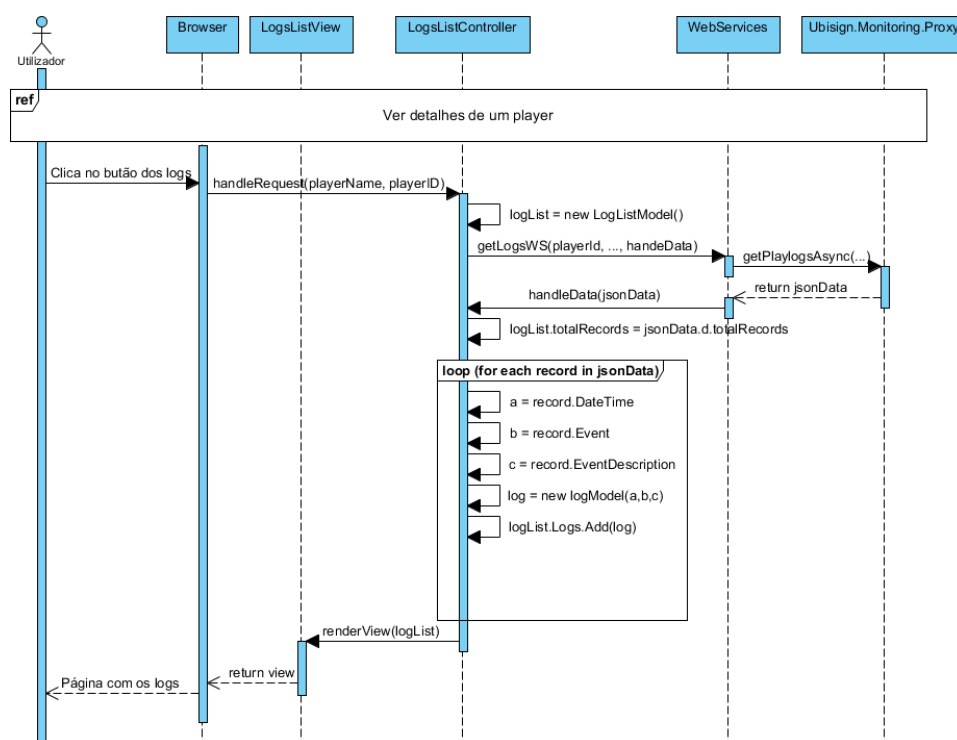 Browser
LogsListView
LogsListController
WebServices
Ubisign.Monitoring.Proxy
Utilizador
ref
Ver detalhes de um player
Clica no butão dos logs
handleRequest(playerName, playerID)
logList = new LogListModel()
getLogsWS(playerId, ..., handeData)
getPlaylogsAsync(...)
return jsonData
handleData(jsonData)
logList.totalRecords = jsonData.d.totalRecords
loop (for each record in jsonData)
a = record.DateTime
b = record.Event
c = record.EventDescription
log = new logModel(a,b,c)
logList.Logs.Add(log)
renderView(logList)
return view
Página com os logs